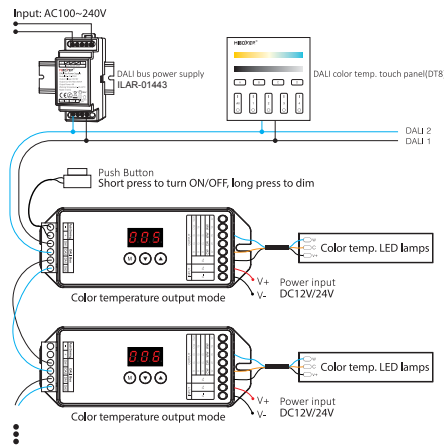 Input: AC100~240V
MiBOXER
DALI bus power supply
ILAR-01443
DALI color temp. touch panel(DT8
DALI 2
DALI 1
Push Button
Short press to turn ON/OFF, long press to dim
005
M
Color temp. LED lamps
V+ Power input
V- DC12V/24V
Color temperature output mode
006
M
Color temp. LED lamps
V+ Power input
V- DC12V/24V
Color temperature output mode